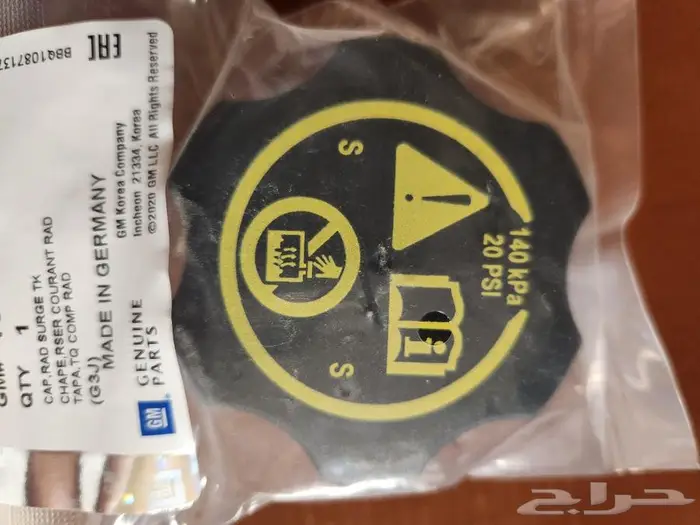 QTY 1
CAP,RAD SURGE TK
CHAPE,RSER COURANT RAD
TAPA,TQ COMP RAD
(G3J)
MADE IN GERMANY
GM Korea Company
Incheon 21334, Korea
©2020 GM LLC All Rights Reserved
EAC
GM
GENUINE
PARTS
140 kPa
20 PSI
S
S
i
حراج